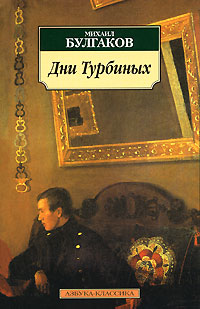 МИХАИЛ
БУЛГАКОВ
Дни Турбиных
АЗБУКА-КЛАССИКА